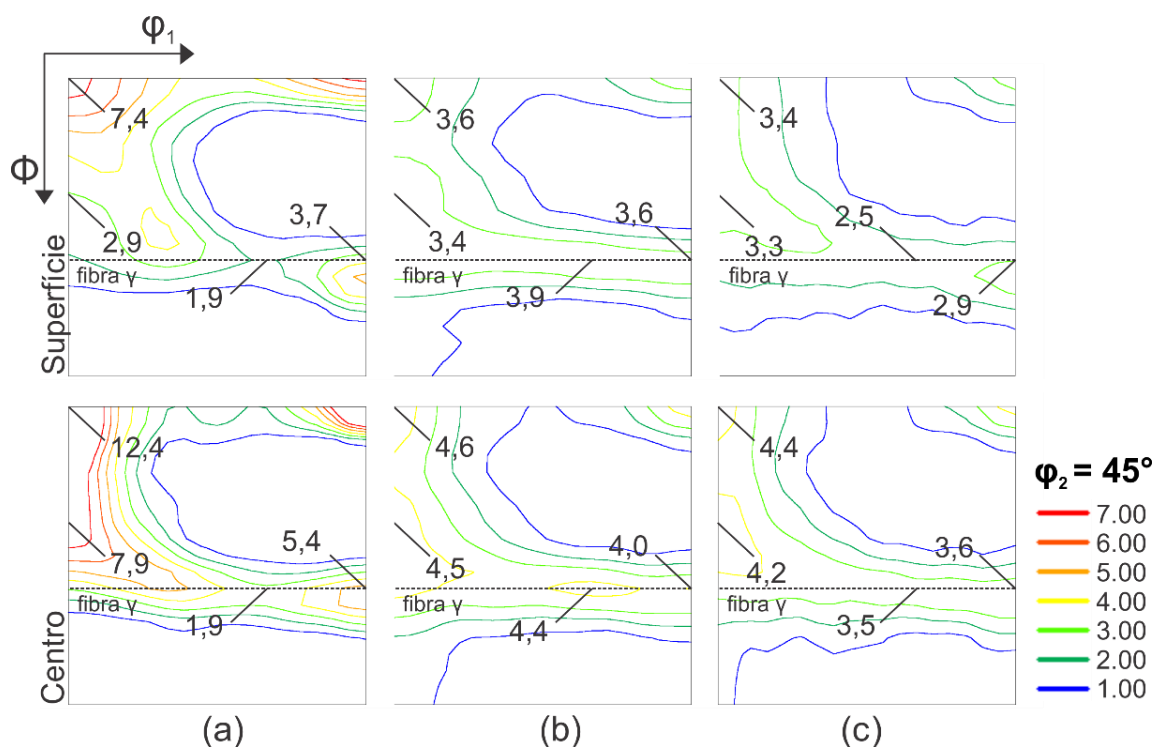 φ₁
Φ
Superfície
7,4
2,9
3,7
fibra γ
1,9
3,6
3,4
3,6
fibra γ
3,9
3,4
3,3
2,5
fibra γ
2,9
Centro
12,4
7,9
5,4
fibra γ
1,9
4,6
4,5
4,0
fibra γ
4,4
4,4
4,2
3,6
fibra γ
3,5
φ₂ = 45°
7.00
6.00
5.00
4.00
3.00
2.00
1.00
(a)
(b)
(c)